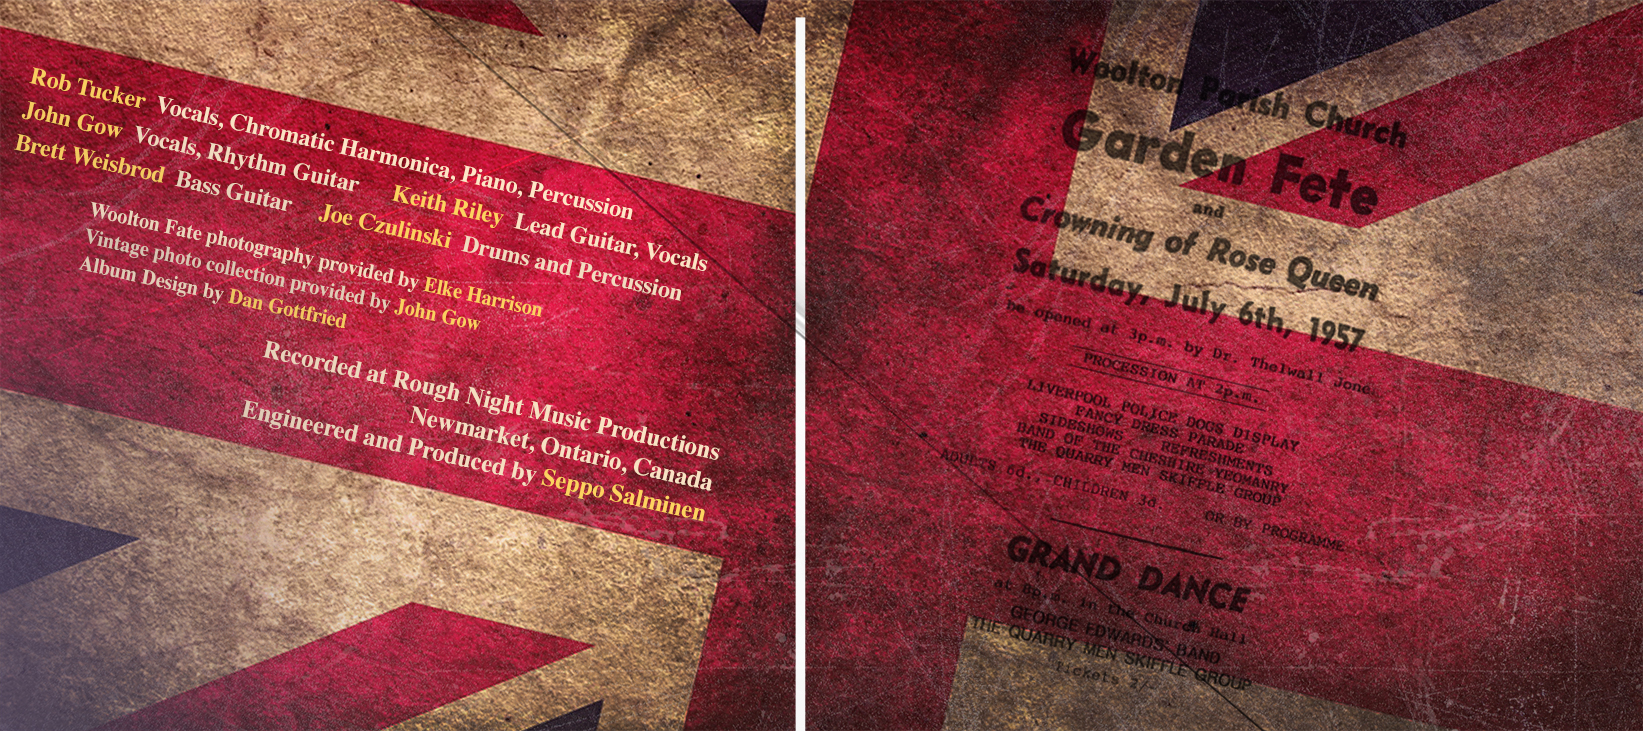 Rob Tucker Vocals, Chromatic Harmonica, Piano, Percussion
John Gow Vocals, Rhythm Guitar Keith Riley Lead Guitar, Vocals
Brett Weisbrod Bass Guitar Joe Czulinski Drums and Percussion
Woolton Fate photography provided by Elke Harrison
Vintage photo collection provided by John Gow
Album Design by Dan Gottfried
Recorded at Rough Night Music Productions
Newmarket, Ontario, Canada
Engineered and Produced by Seppo Salminen
Woolton Parish Church
Garden Fete
and
Crowning of Rose Queen
Saturday, July 6th, 1957
be opened at 3p.m. by Dr. Thelwall Jone
PROCESSION AT 2p.m.
LIVERPOOL POLICE DOGS DISPLAY
FANCY DRESS PARADE
SIDESHOWS REFRESHMENTS
BAND OF THE CHESHIRE YEOMANRY
THE QUARRY MEN SKIFFLE GROUP
ADULTS 6d., CHILDREN 3d. OR BY PROGRAMME
GRAND DANCE
at 8p.m. in the Church Hall
GEORGE EDWARDS' BAND
THE QUARRY MEN SKIFFLE GROUP
Tickets 2/-